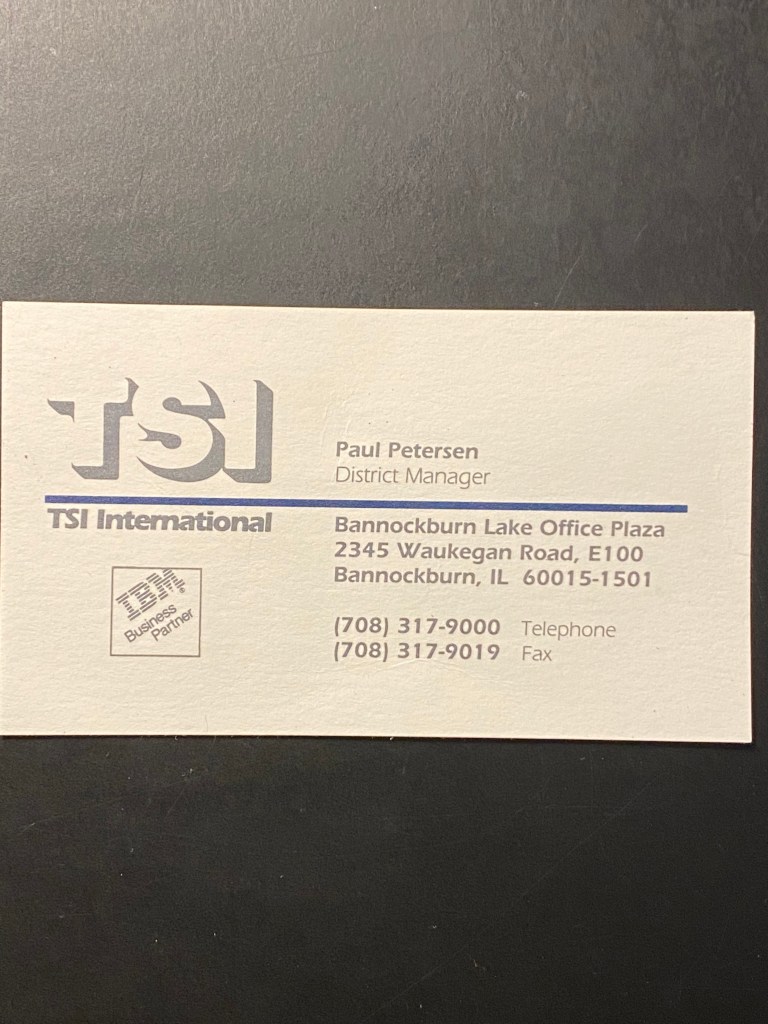 TSI
TSI International
IBM®
Business
Partner
Paul Petersen
District Manager
Bannockburn Lake Office Plaza
2345 Waukegan Road, E100
Bannockburn, IL 60015-1501
(708) 317-9000 Telephone
(708) 317-9019 Fax